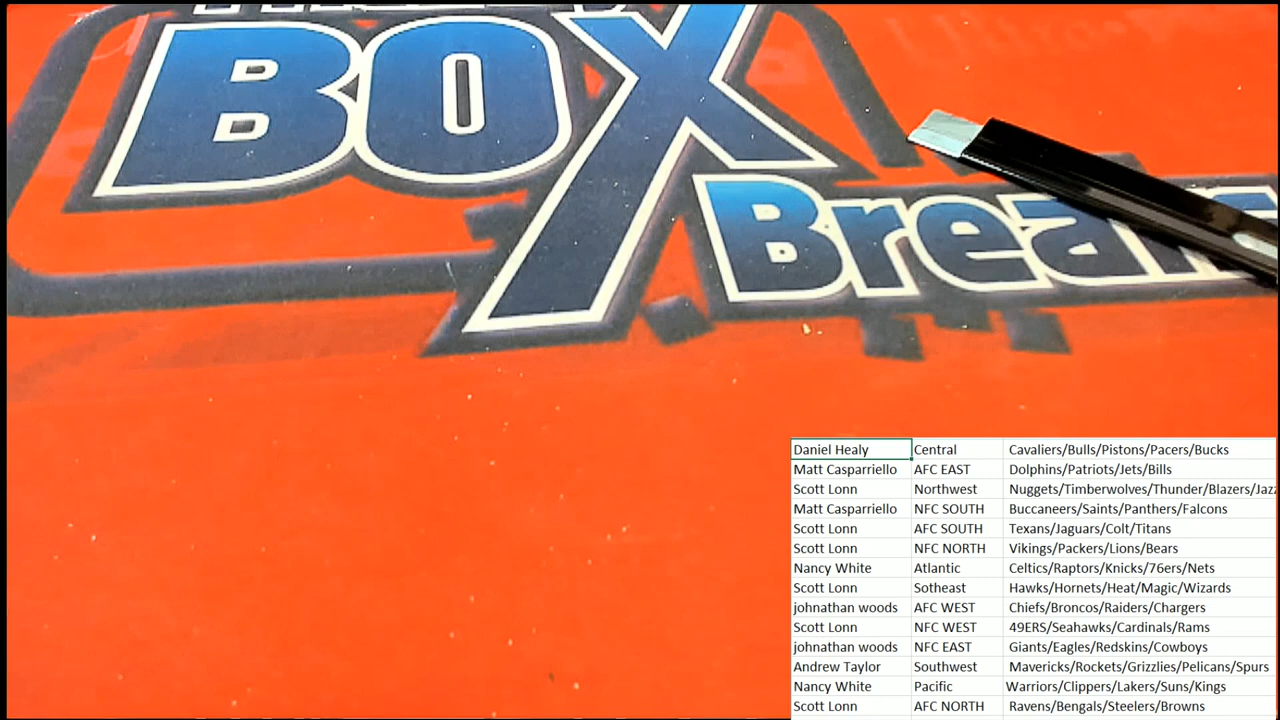 BOX
Breaks
Daniel Healy Central Cavaliers/Bulls/Pistons/Pacers/Bucks
Matt Casparriello AFC EAST Dolphins/Patriots/Jets/Bills
Scott Lonn Northwest Nuggets/Timberwolves/Thunder/Blazers/Jazz
Matt Casparriello NFC SOUTH Buccaneers/Saints/Panthers/Falcons
Scott Lonn AFC SOUTH Texans/Jaguars/Colt/Titans
Scott Lonn NFC NORTH Vikings/Packers/Lions/Bears
Nancy White Atlantic Celtics/Raptors/Knicks/76ers/Nets
Scott Lonn Sotheast Hawks/Hornets/Heat/Magic/Wizards
johnathan woods AFC WEST Chiefs/Broncos/Raiders/Chargers
Scott Lonn NFC WEST 49ERS/Seahawks/Cardinals/Rams
johnathan woods NFC EAST Giants/Eagles/Redskins/Cowboys
Andrew Taylor Southwest Mavericks/Rockets/Grizzlies/Pelicans/Spurs
Nancy White Pacific Warriors/Clippers/Lakers/Suns/Kings
Scott Lonn AFC NORTH Ravens/Bengals/Steelers/Browns